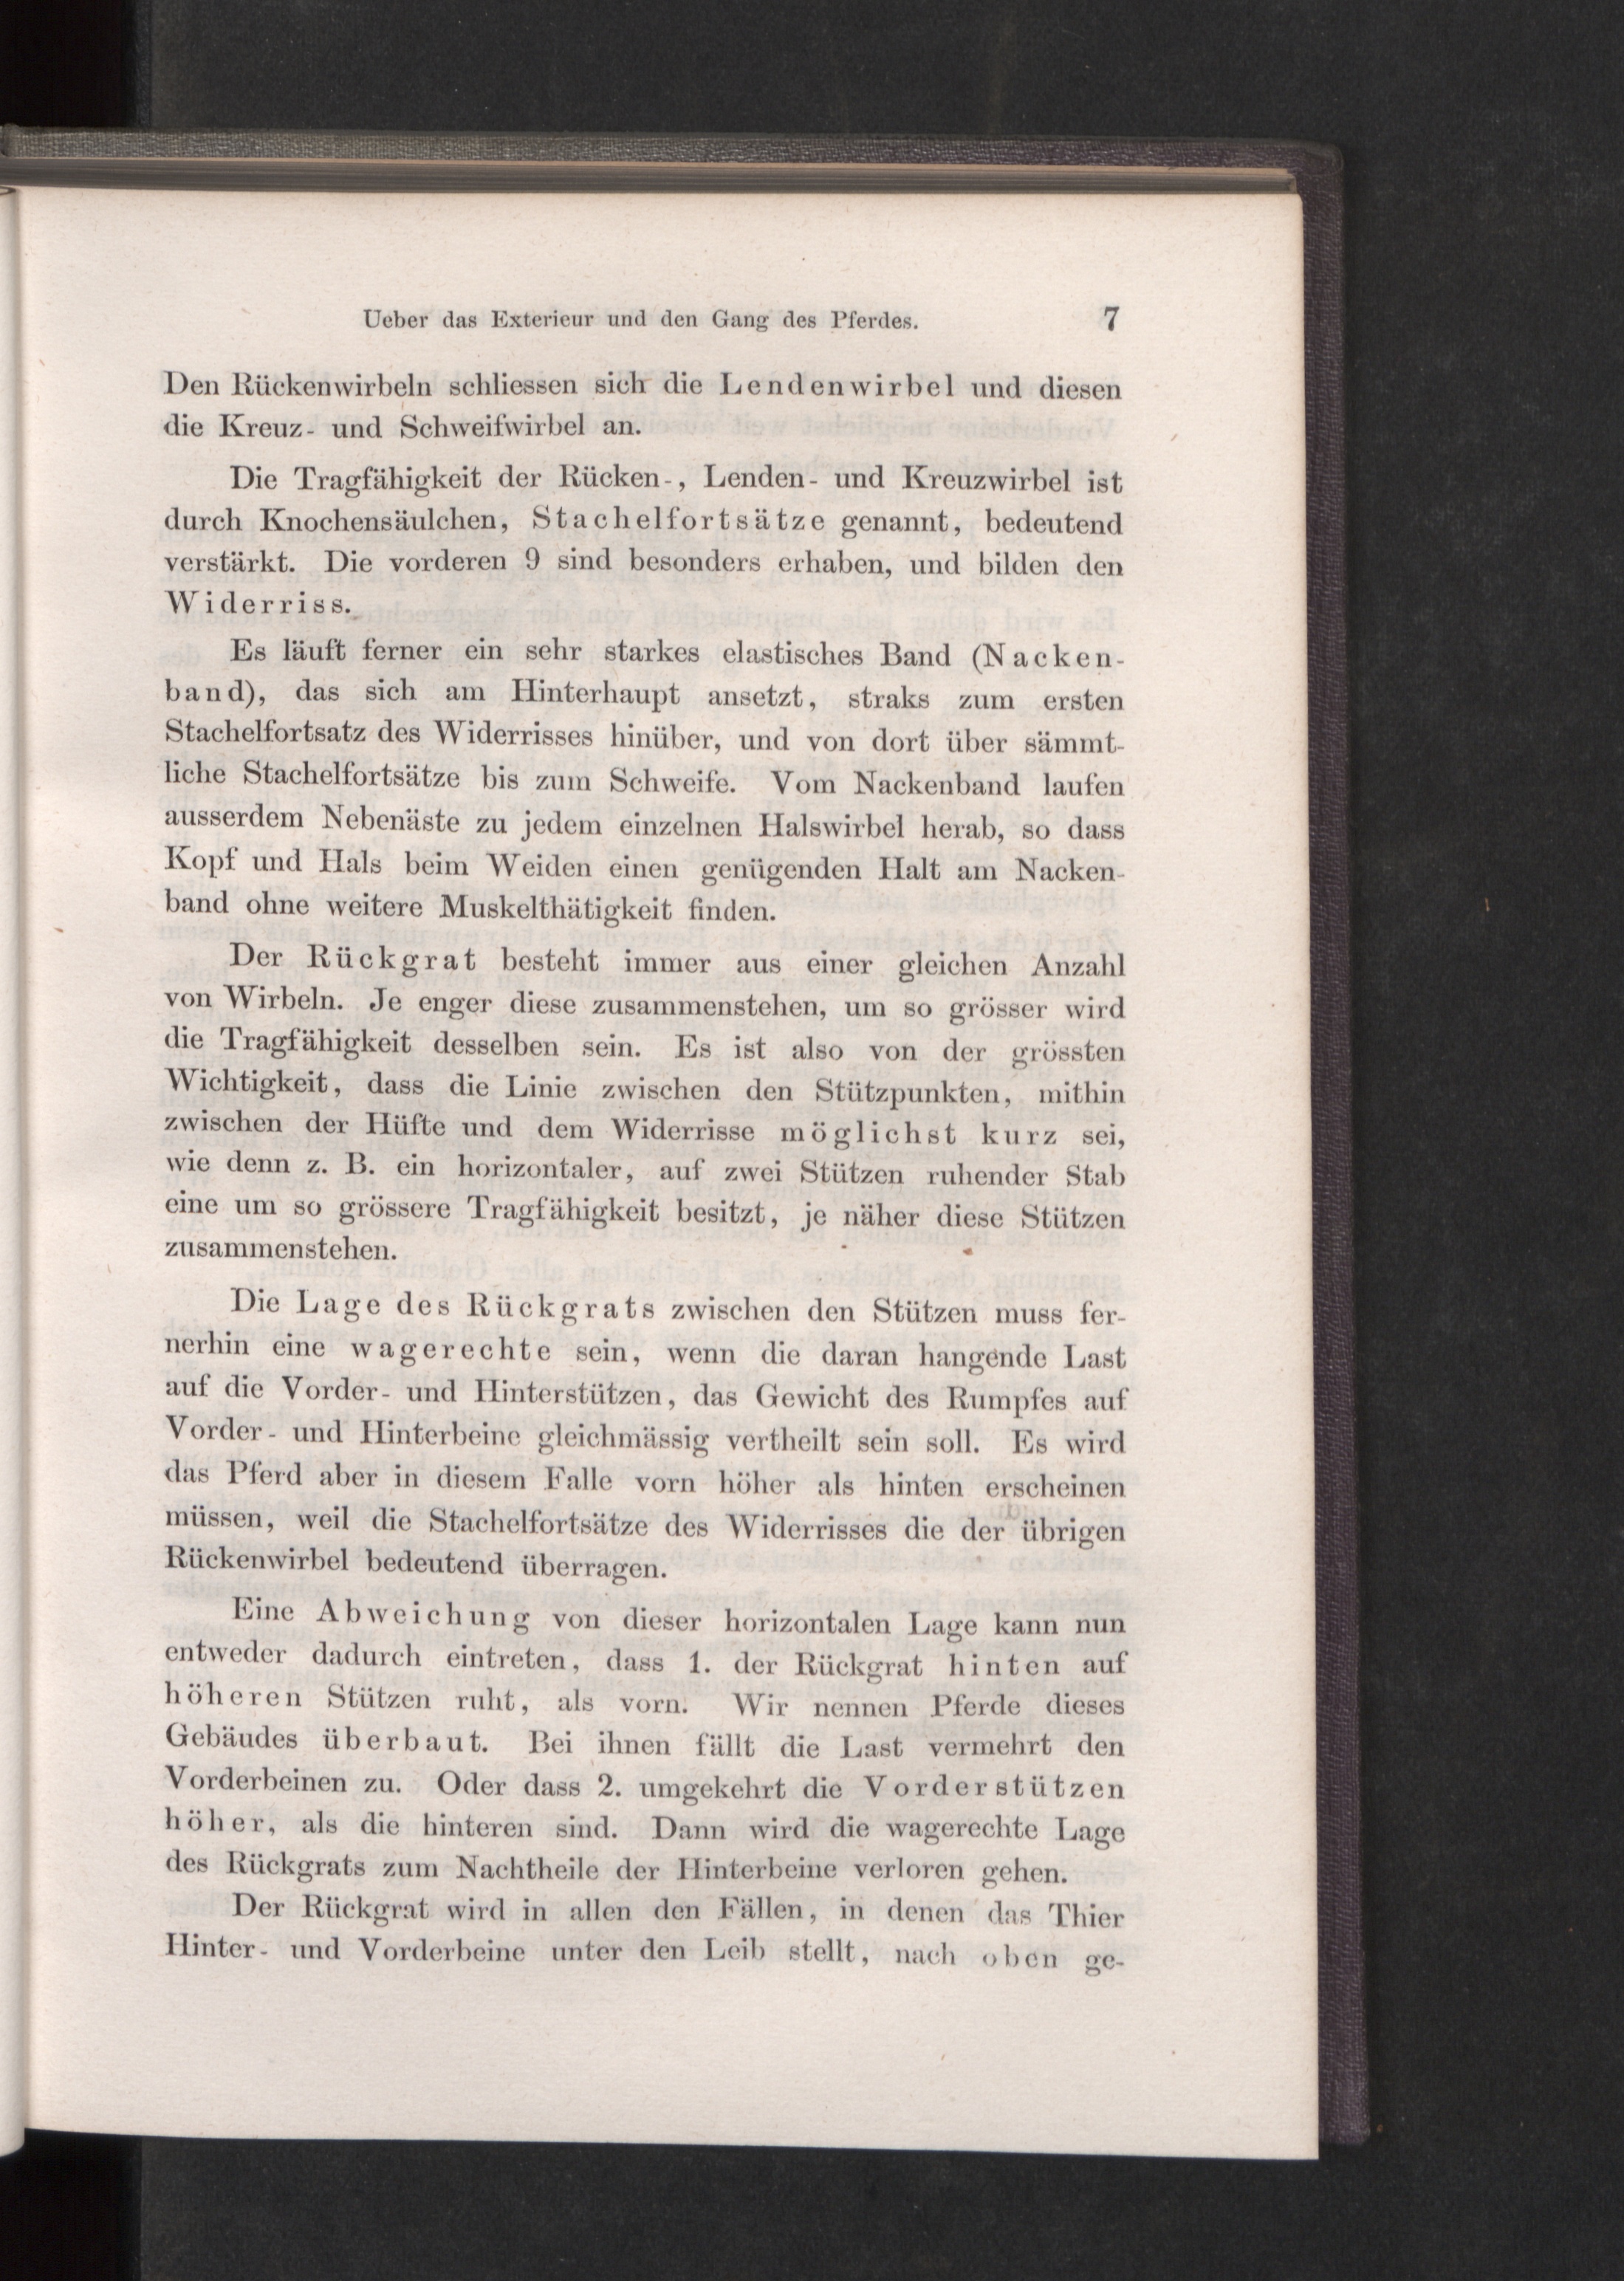 Ueber das Exterieur und den Gang des Pferdes. 7
Den Rückenwirbeln schliessen sich die Lendenwirbel und diesen
die Kreuz- und Schweifwirbel an.
Die Tragfähigkeit der Rücken-, Lenden- und Kreuzwirbel ist
durch Knochensäulchen, Stachelfortsätze genannt, bedeutend
verstärkt. Die vorderen 9 sind besonders erhaben, und bilden den
Widerriss.
Es läuft ferner ein sehr starkes elastisches Band (Nacken-
band), das sich am Hinterhaupt ansetzt, straks zum ersten
Stachelfortsatz des Widerrisses hinüber, und von dort über sämmt-
liche Stachelfortsätze bis zum Schweife. Vom Nackenband laufen
ausserdem Nebenäste zu jedem einzelnen Halswirbel herab, so dass
Kopf und Hals beim Weiden einen genügenden Halt am Nacken-
band ohne weitere Muskelthätigkeit finden.
Der Rückgrat besteht immer aus einer gleichen Anzahl
von Wirbeln. Je enger diese zusammenstehen, um so grösser wird
die Tragfähigkeit desselben sein. Es ist also von der grössten
Wichtigkeit, dass die Linie zwischen den Stützpunkten, mithin
zwischen der Hüfte und dem Widerrisse möglichst kurz sei,
wie denn z. B. ein horizontaler, auf zwei Stützen ruhender Stab
eine um so grössere Tragfähigkeit besitzt, je näher diese Stützen
zusammenstehen.
Die Lage des Rückgrats zwischen den Stützen muss fer-
nerhin eine wagerechte sein, wenn die daran hangende Last
auf die Vorder- und Hinterstützen, das Gewicht des Rumpfes auf
Vorder- und Hinterbeine gleichmässig vertheilt sein soll. Es wird
das Pferd aber in diesem Falle vorn höher als hinten erscheinen
müssen, weil die Stachelfortsätze des Widerrisses die der übrigen
Rückenwirbel bedeutend überragen.
Eine Abweichung von dieser horizontalen Lage kann nun
entweder dadurch eintreten, dass 1. der Rückgrat hinten auf
höheren Stützen ruht, als vorn. Wir nennen Pferde dieses
Gebäudes überbaut. Bei ihnen fällt die Last vermehrt den
Vorderbeinen zu. Oder dass 2. umgekehrt die Vorderstützen
höher, als die hinteren sind. Dann wird die wagerechte Lage
des Rückgrats zum Nachtheile der Hinterbeine verloren gehen.
Der Rückgrat wird in allen den Fällen, in denen das Thier
Hinter- und Vorderbeine unter den Leib stellt, nach oben ge-